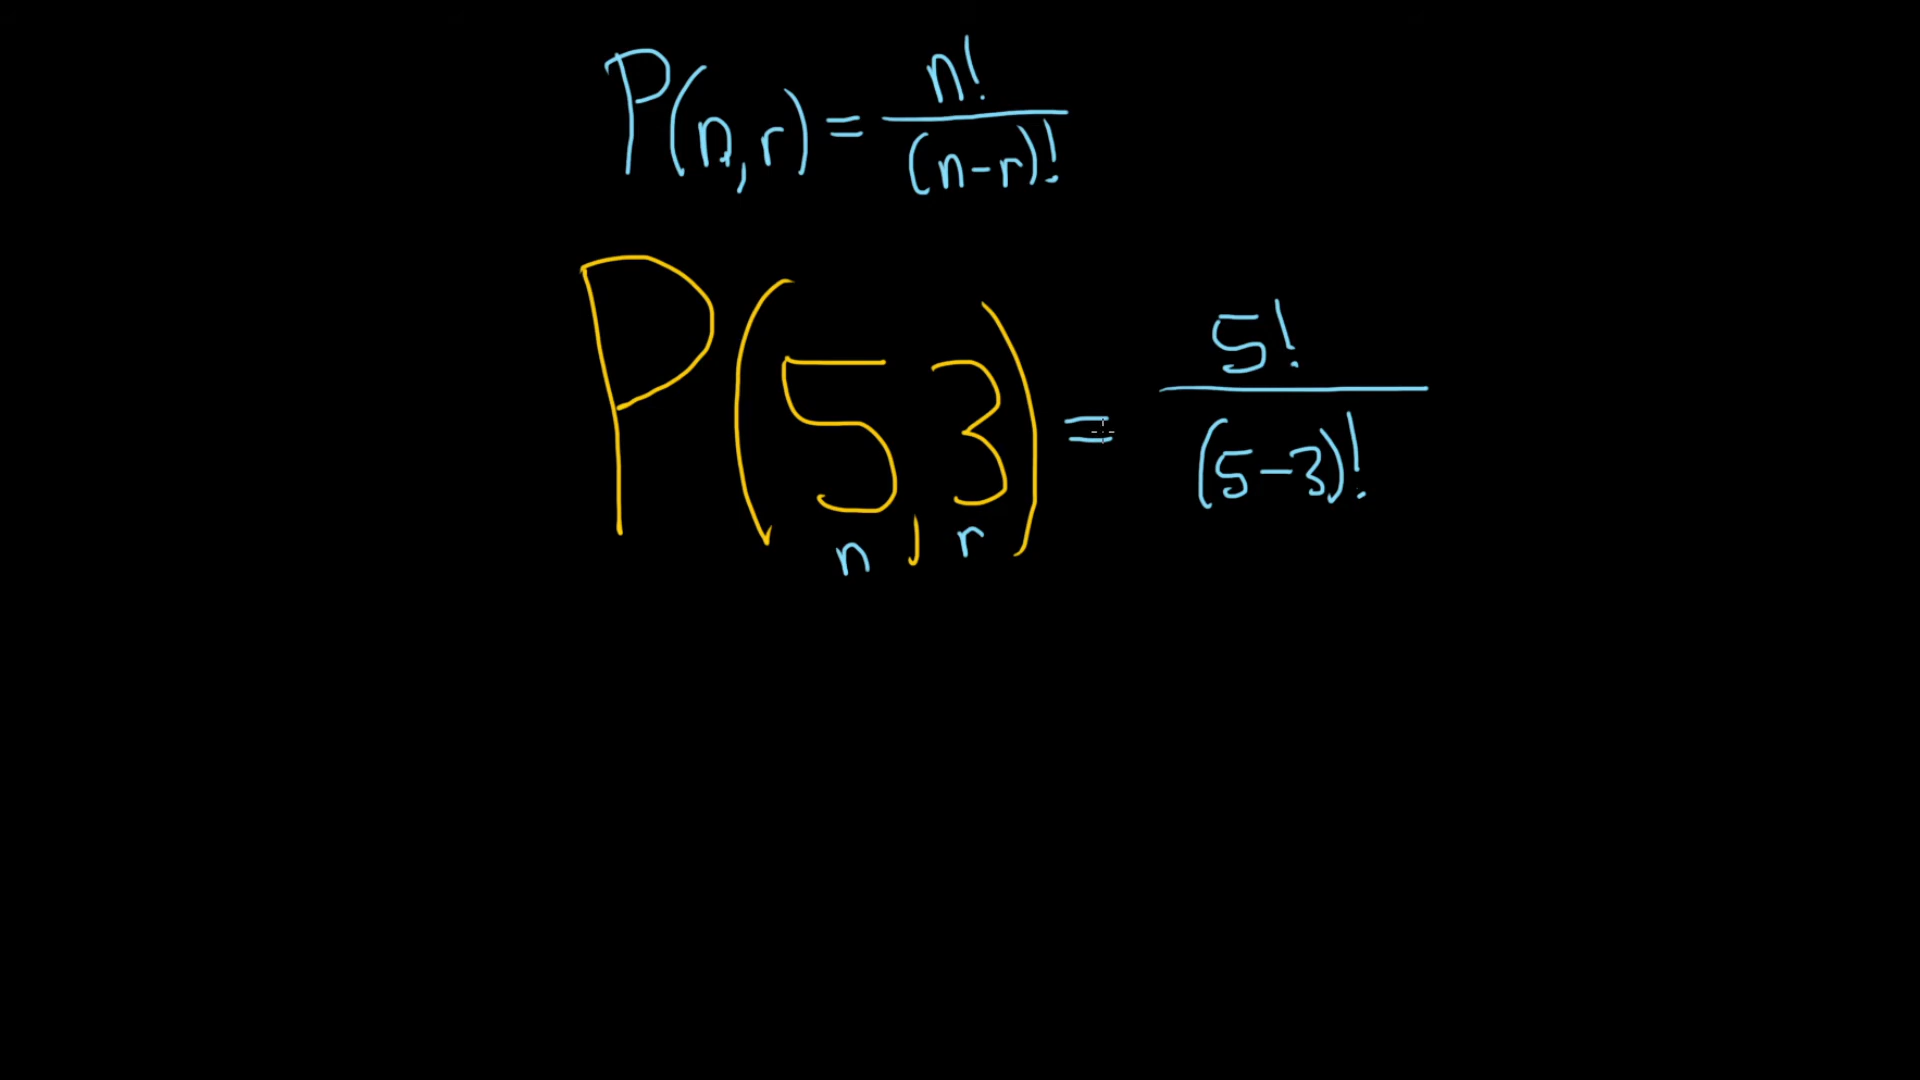 P(n,r) = n!/(n-r)!
P(5,3) = 5!/(5-3)!
n r